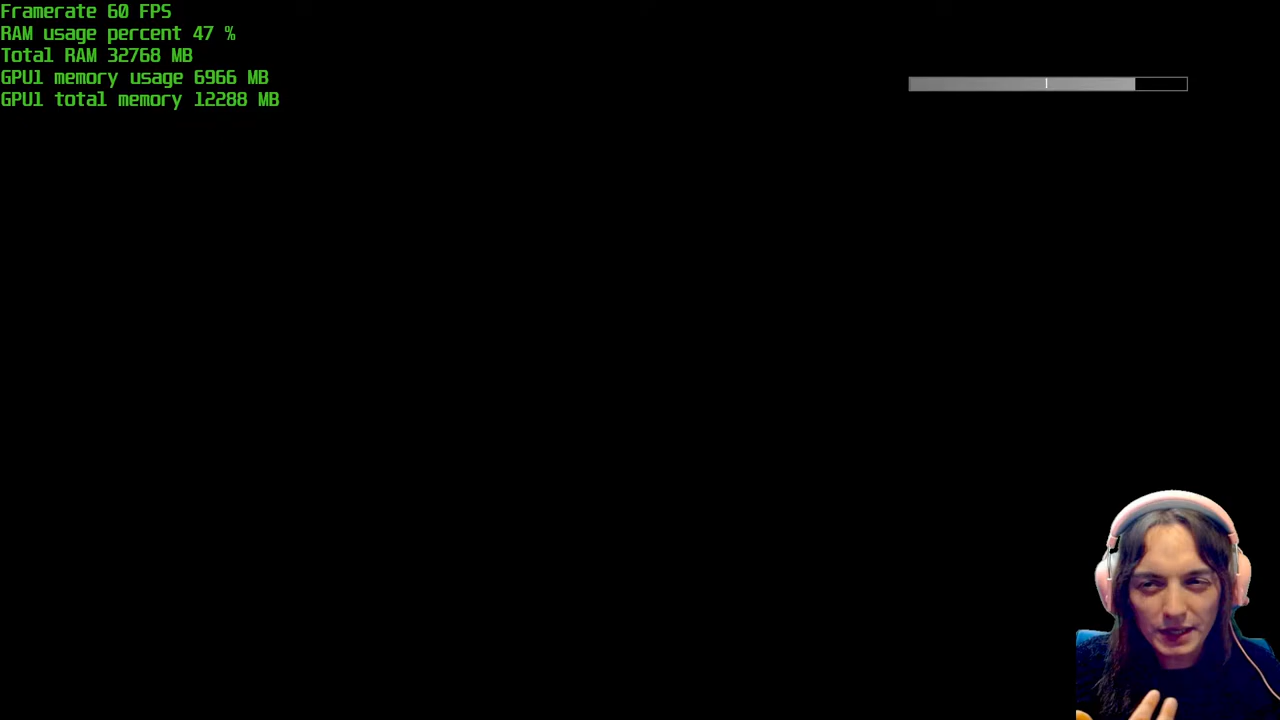 Framerate 60 FPS
RAM usage percent 47 %
Total RAM 32768 MB
GPU1 memory usage 6966 MB
GPU1 total memory 12288 MB